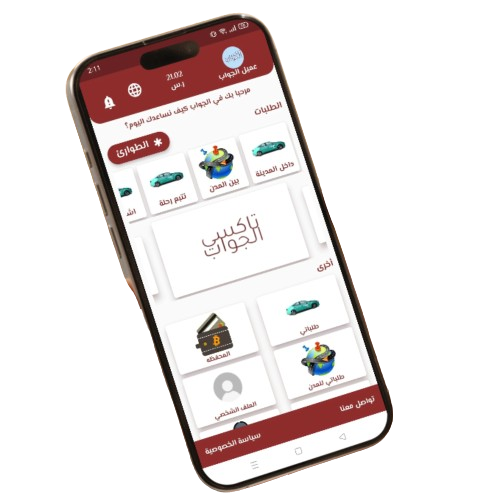 2:11
عميل الجواب
21.02
ر.س
مرحبا بك في الجواب كيف نساعدك اليوم؟
الطلبات
الطوارئ
داخل المدينة
بين المدن
تتبع رحلة
اش
تاكسي
الجواب
أخرى
طلباتي
المحفظة
طلباتي للمدن
الملف الشخصي
تواصل معنا
سياسة الخصوصية